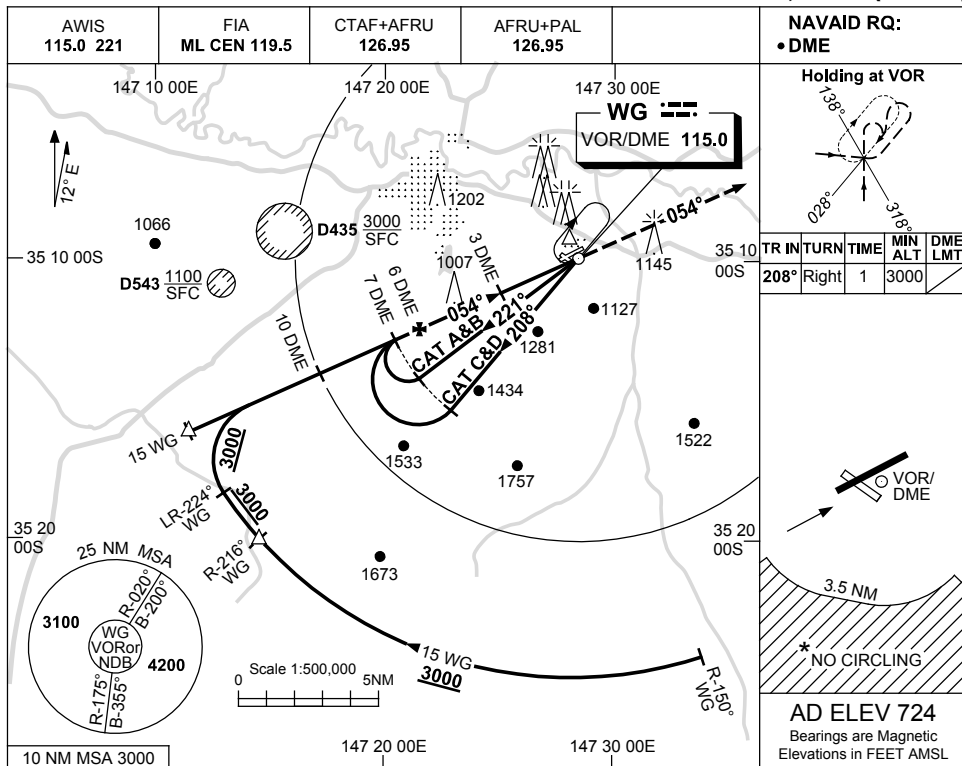 AWIS
115.0 221
FIA
ML CEN 119.5
CTAF+AFRU
126.95
AFRU+PAL
126.95
NAVAID RQ:
• DME
147 10 00E
147 20 00E
147 30 00E
WG
VOR/DME 115.0
Holding at VOR
138°
028°
318°
TR IN
TURN
TIME
MIN ALT
DME LMT
208°
Right
1
3000
12° E
1066
35 10 00S
D435 3000 SFC
D543 1100 SFC
1202
1007
3 DME
6 DME
7 DME
10 DME
054°
054°
1145
35 10 00S
CAT A&B 221°
CAT C&D 208°
1127
1281
1434
1533
1757
1522
15 WG
3000
3000
LR-224° WG
R-216° WG
35 20 00S
35 20 00S
1673
15 WG
3000
R-150° WG
25 NM MSA
R-020°
B-200°
3100
WG
VORor
NDB
4200
R-175°
B-355°
Scale 1:500,000
0
5NM
10 NM MSA 3000
147 20 00E
147 30 00E
VOR/
DME
3.5 NM
* NO CIRCLING
AD ELEV 724
Bearings are Magnetic
Elevations in FEET AMSL